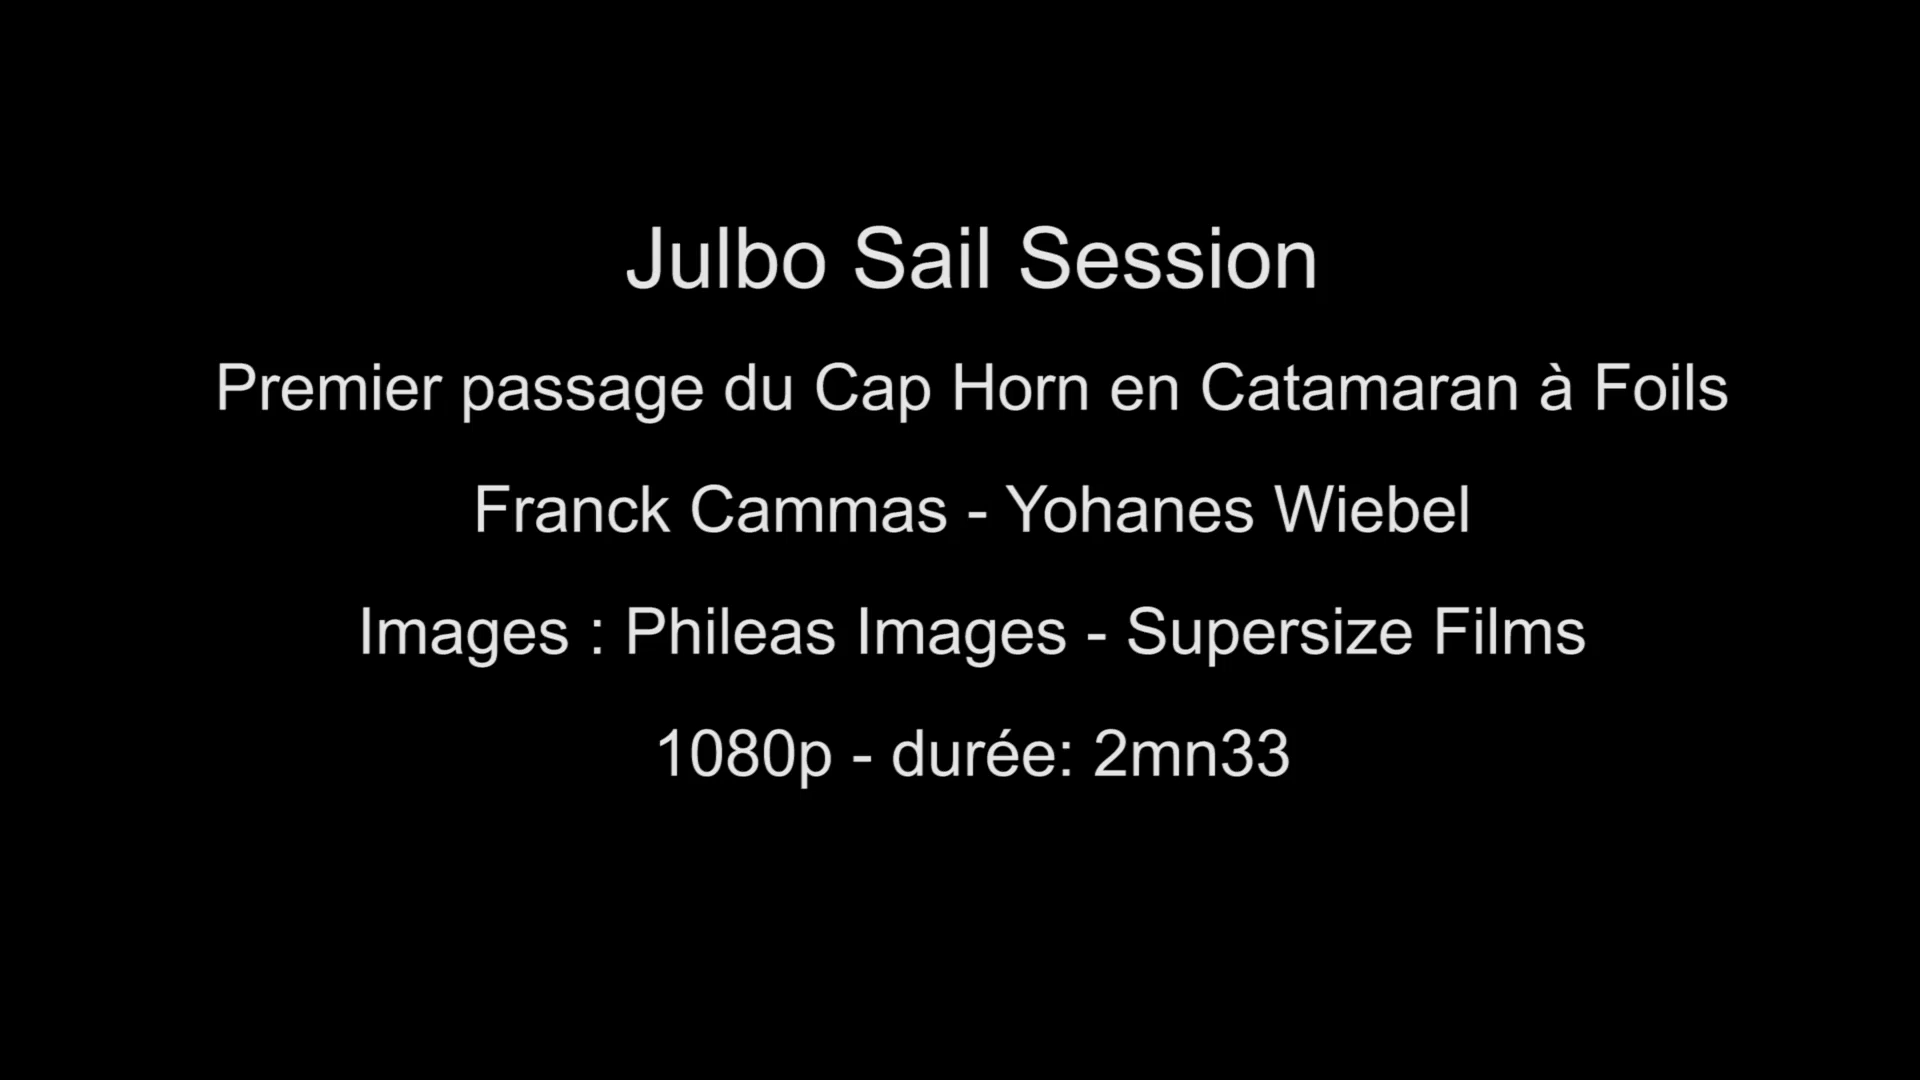 Julbo Sail Session
Premier passage du Cap Horn en Catamaran à Foils
Franck Cammas - Yohanes Wiebel
Images : Phileas Images - Supersize Films
1080p - durée: 2mn33